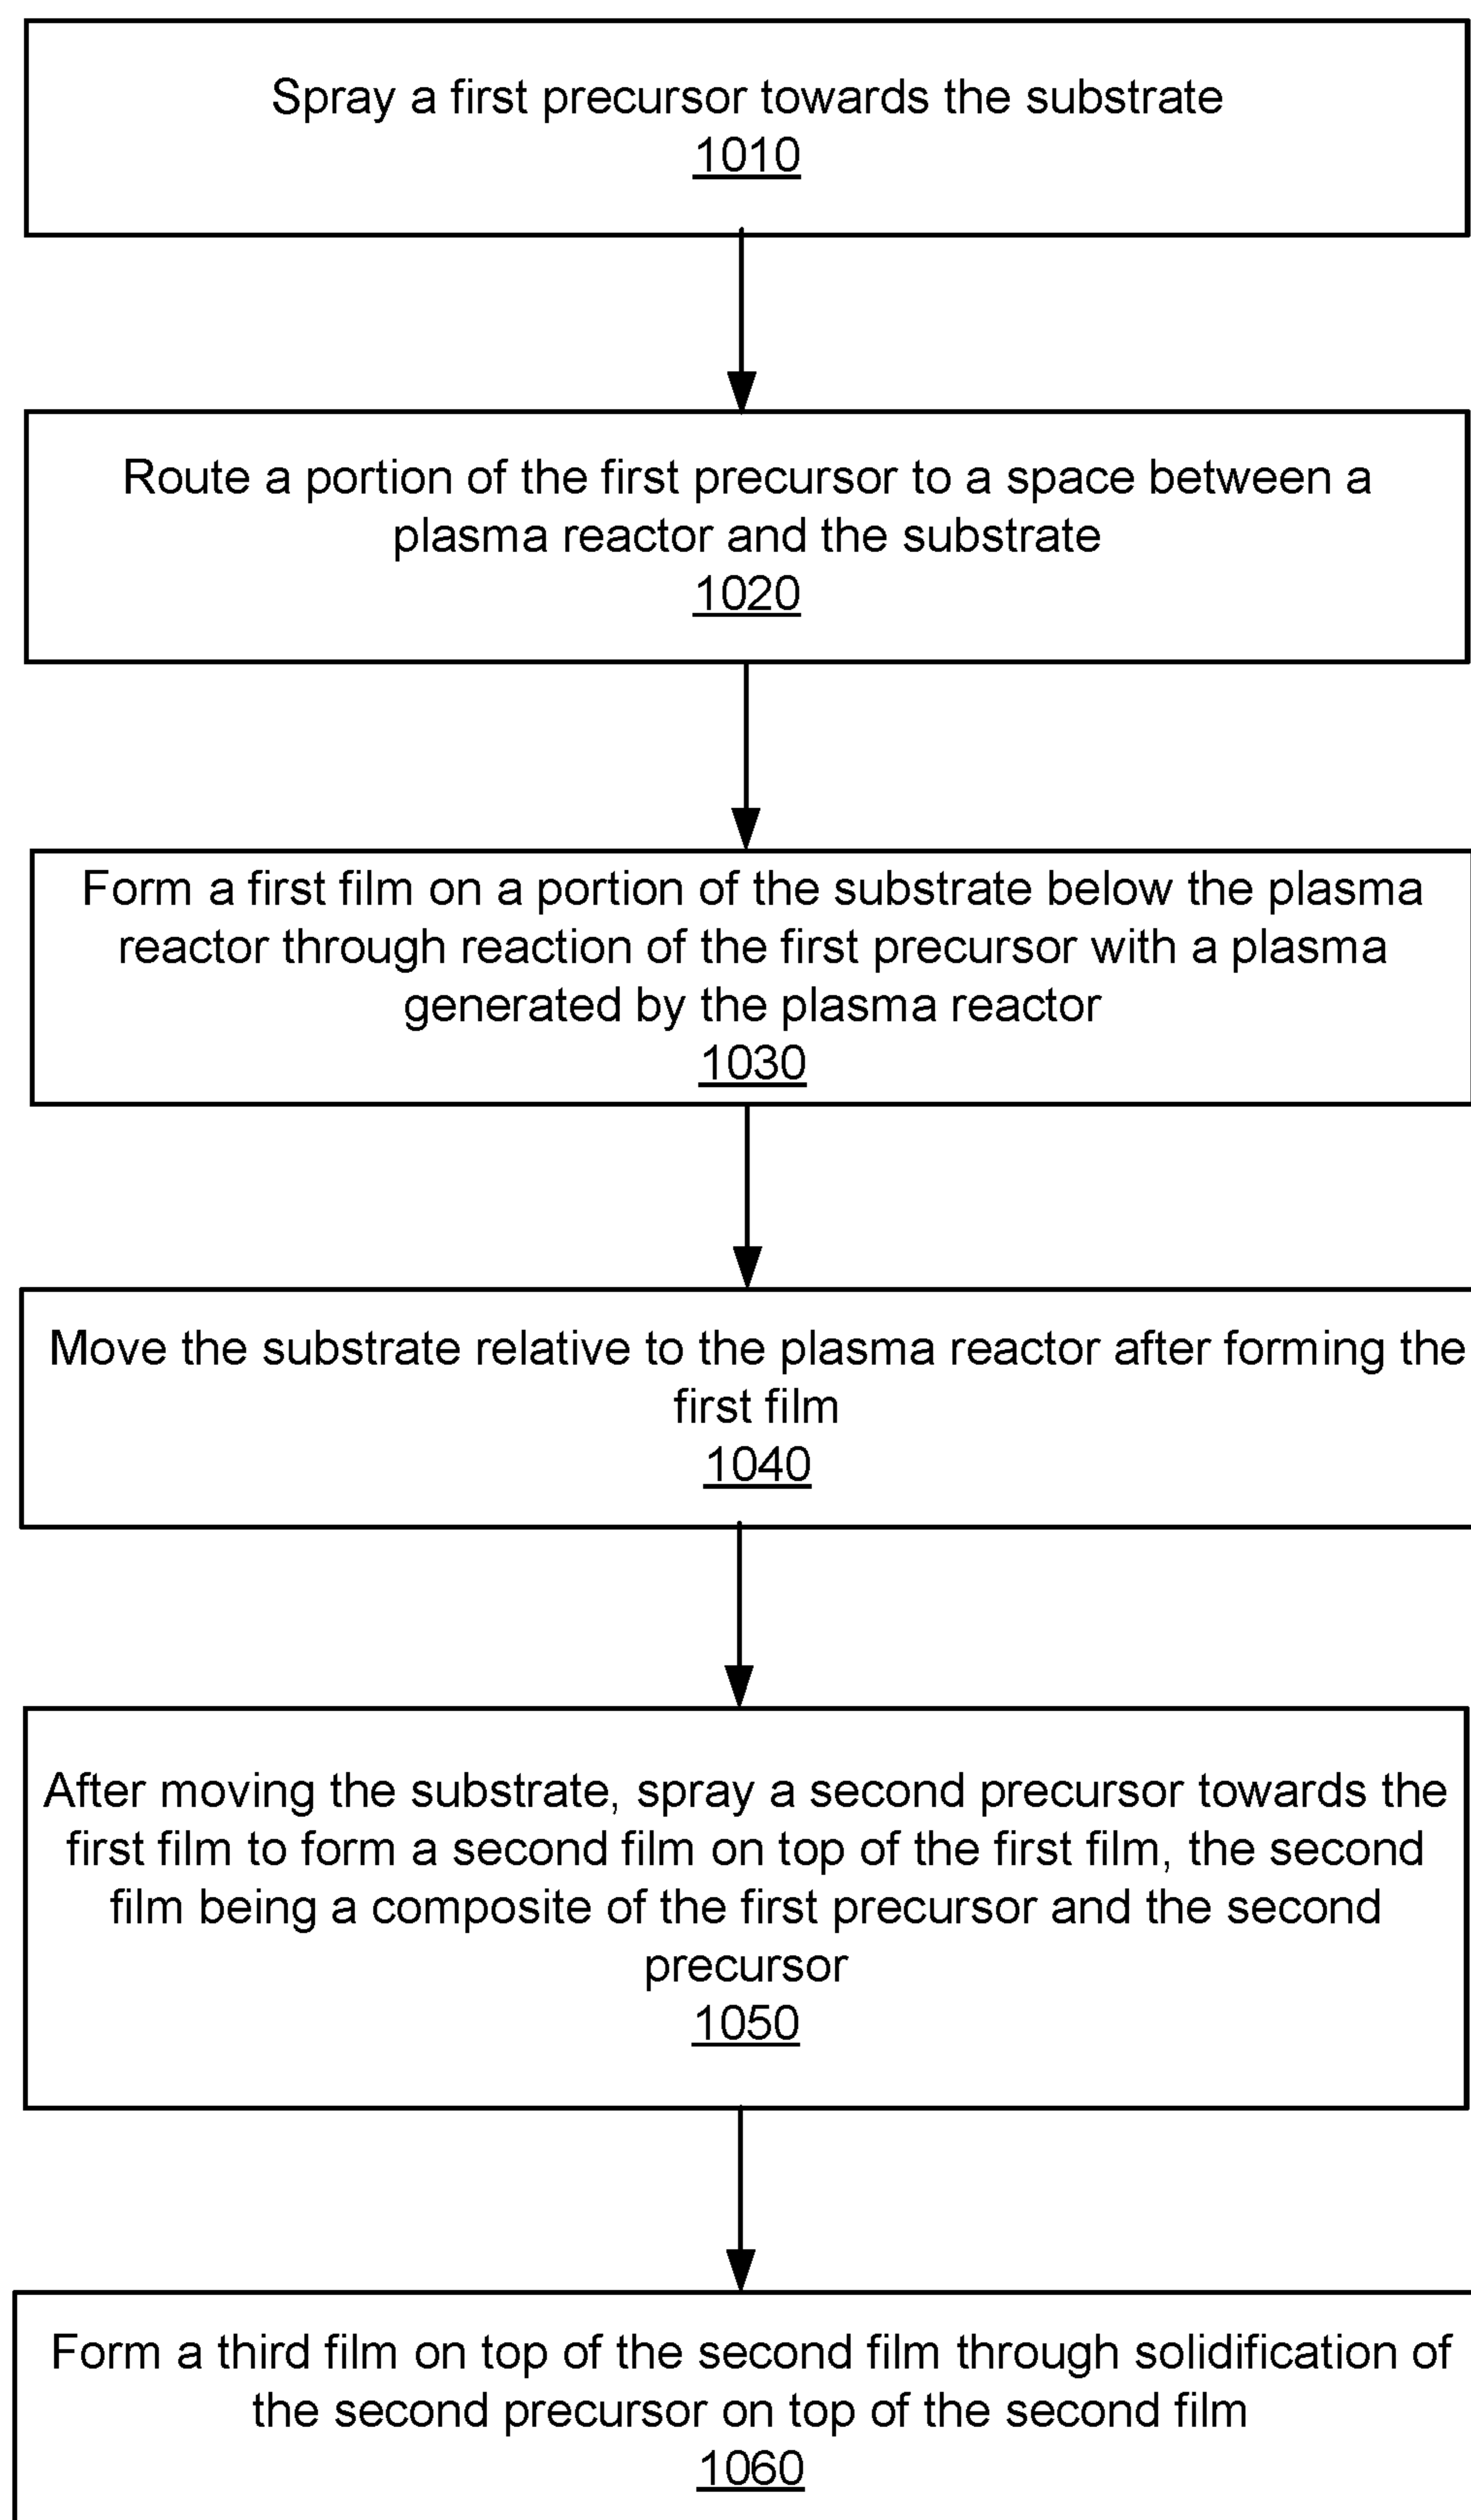 Spray a first precursor towards the substrate
1010
Route a portion of the first precursor to a space between a
plasma reactor and the substrate
1020
Form a first film on a portion of the substrate below the plasma
reactor through reaction of the first precursor with a plasma
generated by the plasma reactor
1030
Move the substrate relative to the plasma reactor after forming the
first film
1040
After moving the substrate, spray a second precursor towards the
first film to form a second film on top of the first film, the second
film being a composite of the first precursor and the second
precursor
1050
Form a third film on top of the second film through solidification of
the second precursor on top of the second film
1060